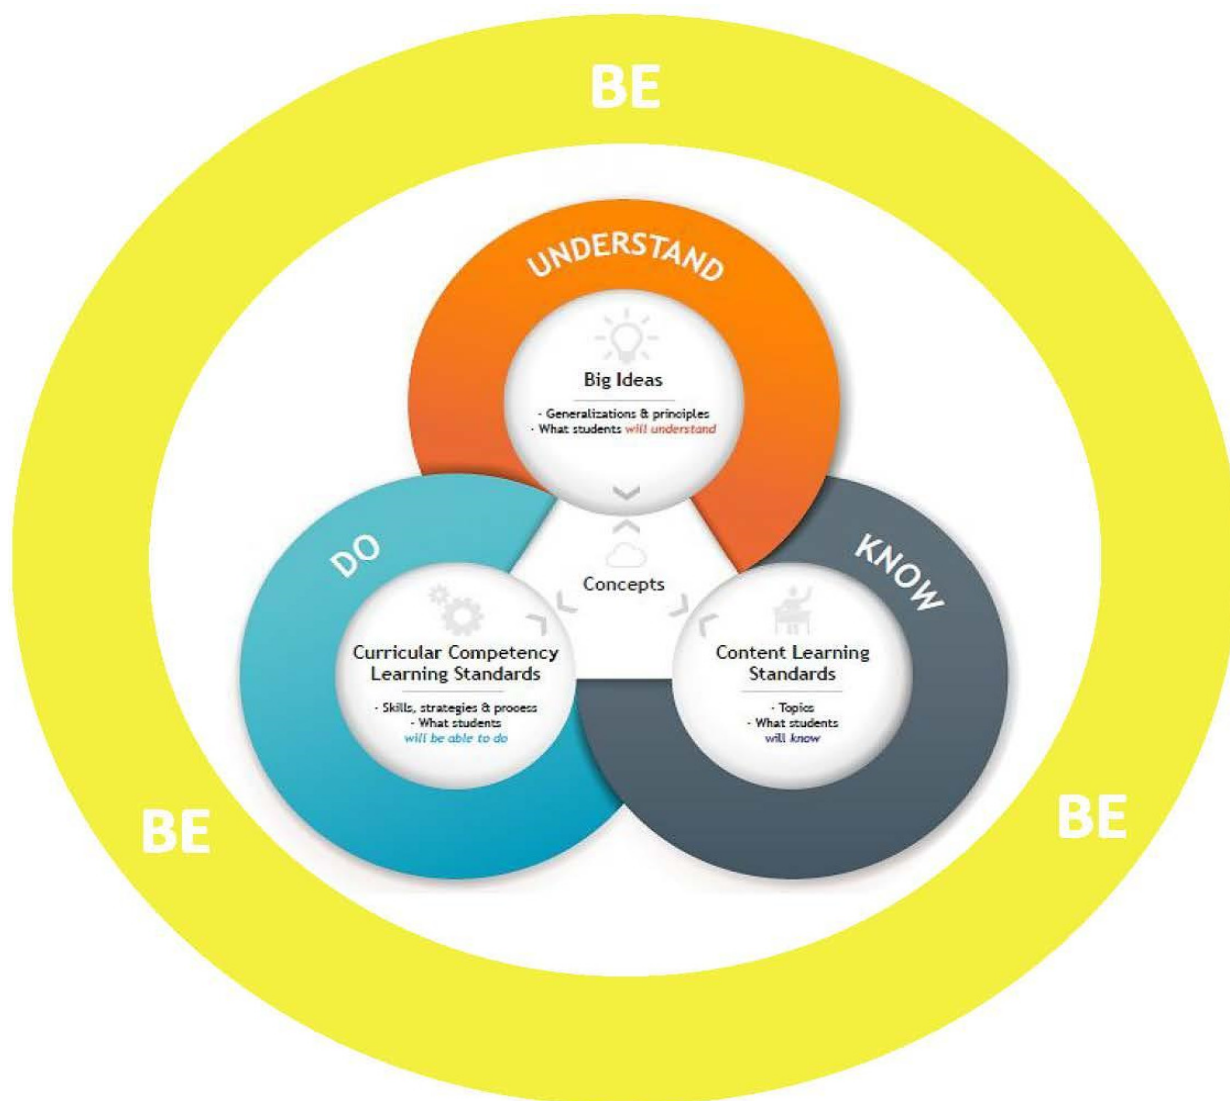 BE
UNDERSTAND
Big Ideas
· Generalizations & principles
· What students will understand
DO
KNOW
Concepts
Curricular Competency
Learning Standards
· Skills, strategies & process
· What students
will be able to do
Content Learning
Standards
· Topics
· What students
will know
BE
BE